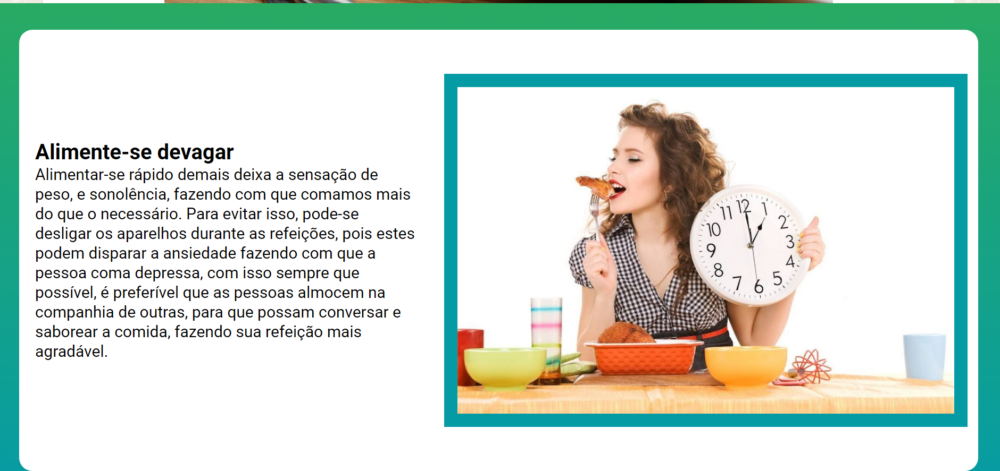 Alimente-se devagar
Alimentar-se rápido demais deixa a sensação de
peso, e sonolência, fazendo com que comamos mais
do que o necessário. Para evitar isso, pode-se
desligar os aparelhos durante as refeições, pois estes
podem disparar a ansiedade fazendo com que a
pessoa coma depressa, com isso sempre que
possível, é preferível que as pessoas almocem na
companhia de outras, para que possam conversar e
saborear a comida, fazendo sua refeição mais
agradável.
12
1
2
3
4
5
6
7
8
9
10
11